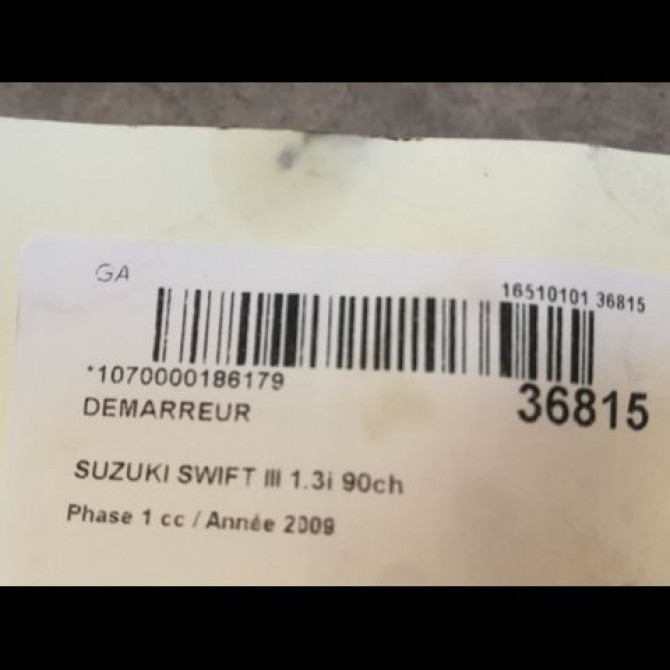 GA
16510101 36815
*1070000186179
36815
DEMARREUR
SUZUKI SWIFT III 1.3i 90ch
Phase 1 cc / Année 2009